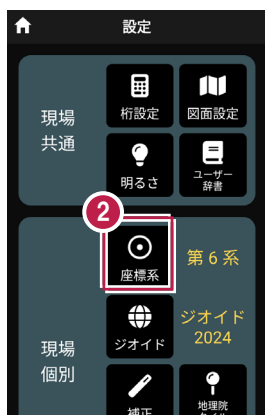 設定
現場
共通
桁設定
図面設定
明るさ
ユーザー
辞書
2
座標系
第6系
現場
個別
ジオイド
ジオイド
2024
補正
地理院